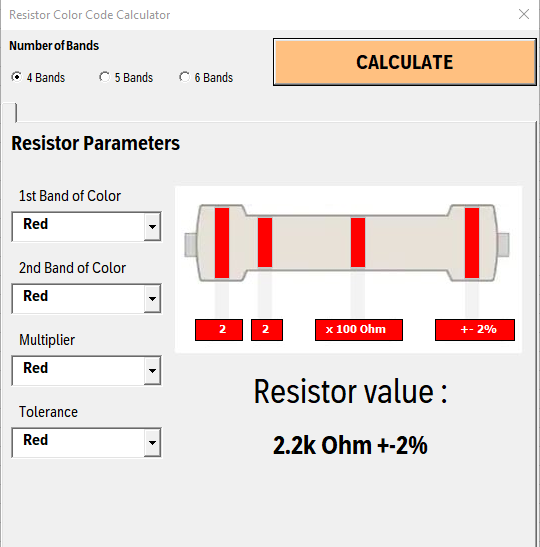 Resistor Color Code Calculator
Number of Bands
4 Bands
5 Bands
6 Bands
CALCULATE
Resistor Parameters
1st Band of Color
Red
2nd Band of Color
Red
Multiplier
Red
Tolerance
Red
2
2
x 100 Ohm
+- 2%
Resistor value :
2.2k Ohm +-2%